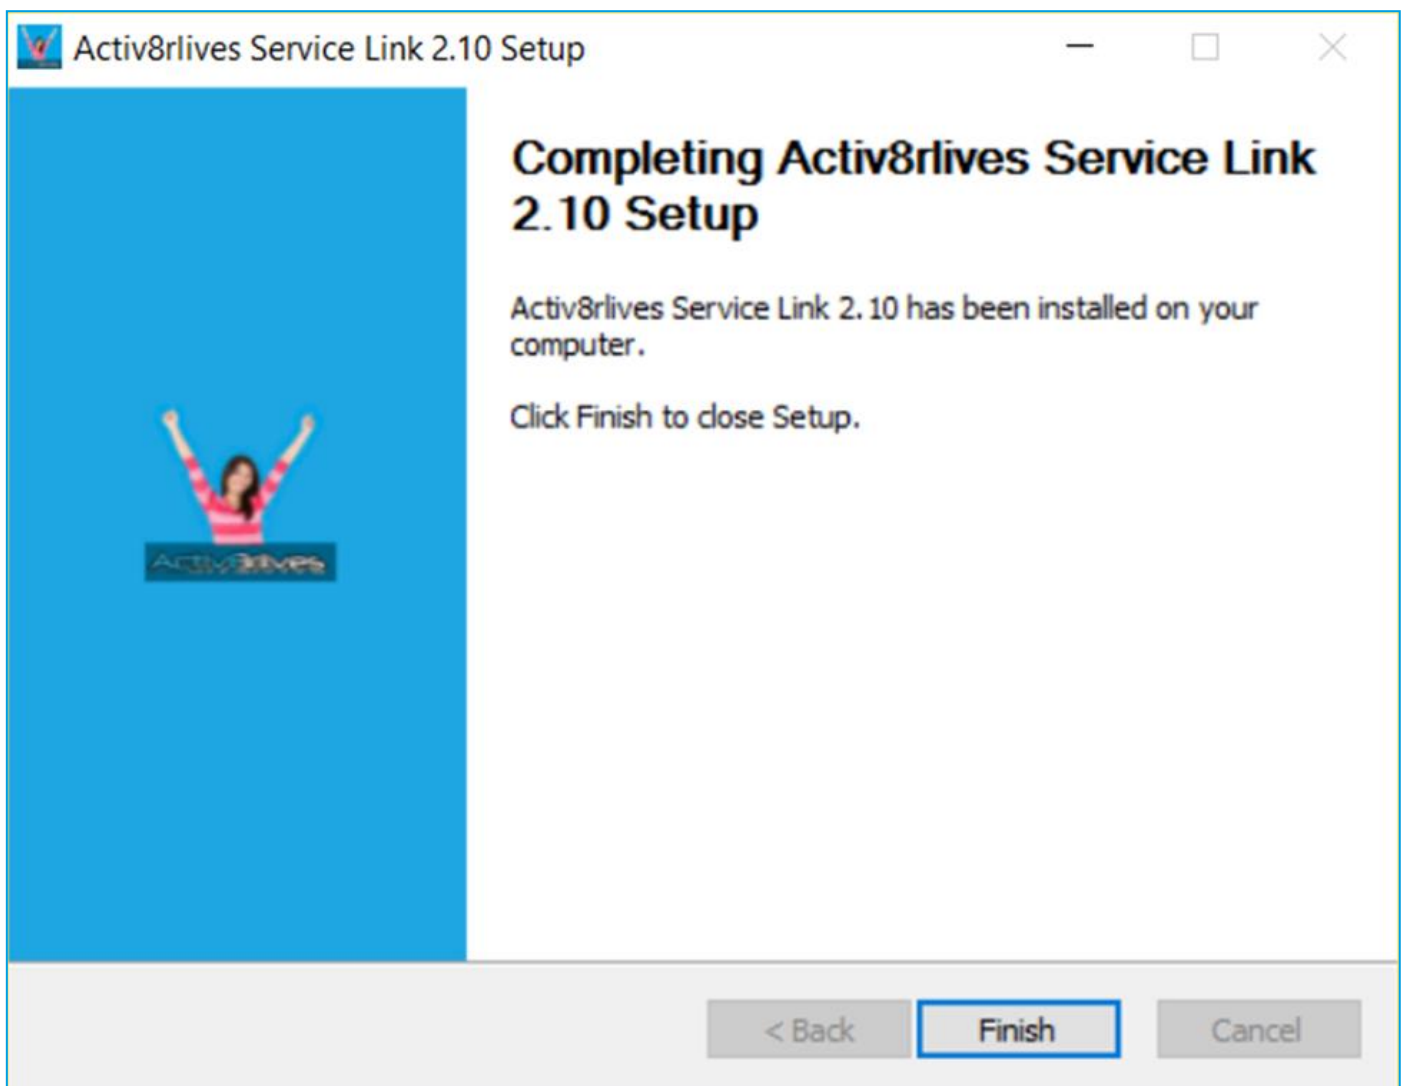 Activ8rlives Service Link 2.10 Setup
Completing Activ8rlives Service Link
2.10 Setup
Activ8rlives Service Link 2.10 has been installed on your
computer.
Click Finish to close Setup.
Activ8rlives
< Back
Finish
Cancel